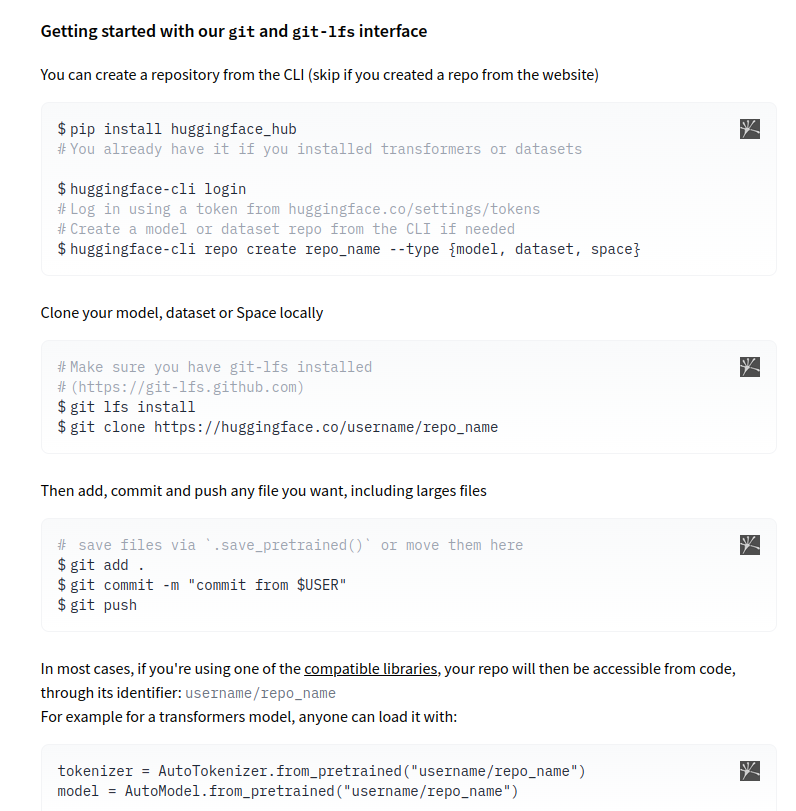 Getting started with our git and git-lfs interface
You can create a repository from the CLI (skip if you created a repo from the website)
$ pip install huggingface_hub
# You already have it if you installed transformers or datasets
$ huggingface-cli login
# Log in using a token from huggingface.co/settings/tokens
# Create a model or dataset repo from the CLI if needed
$ huggingface-cli repo create repo_name --type {model, dataset, space}
Clone your model, dataset or Space locally
# Make sure you have git-lfs installed
# (https://git-lfs.github.com)
$ git lfs install
$ git clone https://huggingface.co/username/repo_name
Then add, commit and push any file you want, including larges files
# save files via `.save_pretrained()` or move them here
$ git add .
$ git commit -m "commit from $USER"
$ git push
In most cases, if you're using one of the compatible libraries, your repo will then be accessible from code,
through its identifier: username/repo_name
For example for a transformers model, anyone can load it with:
tokenizer = AutoTokenizer.from_pretrained("username/repo_name")
model = AutoModel.from_pretrained("username/repo_name")